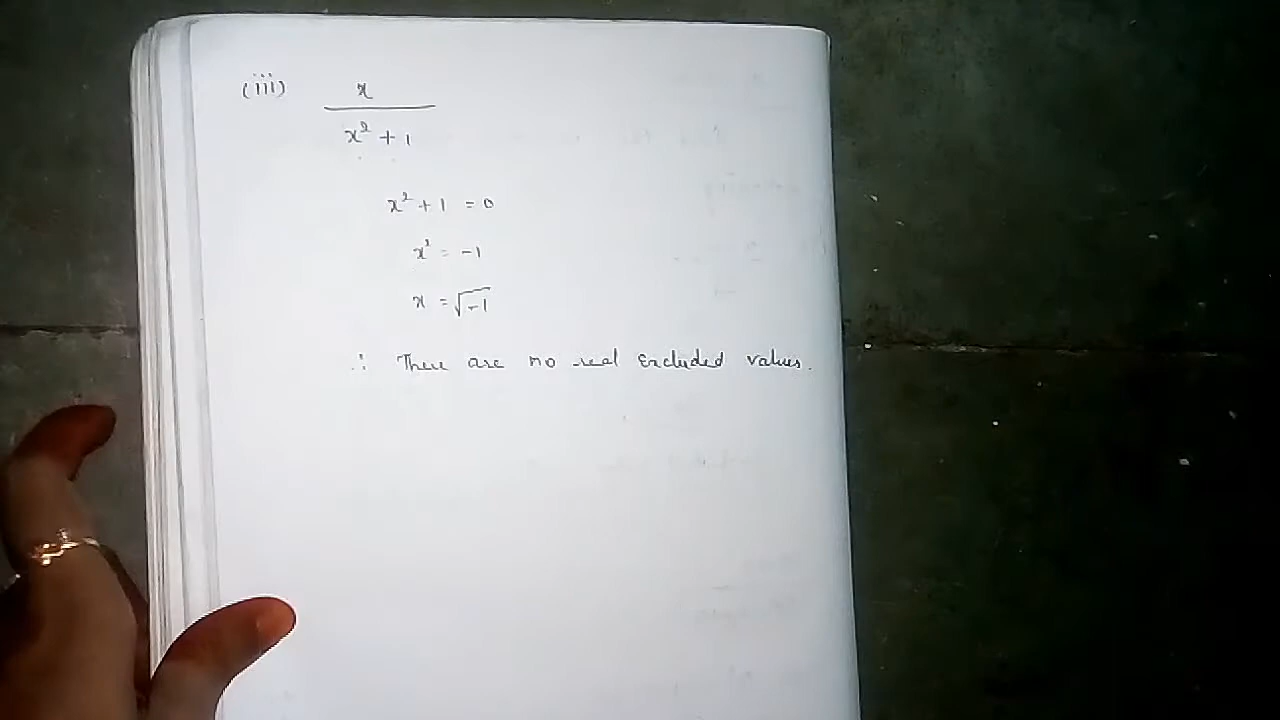 (iii) x
x² + 1
x² + 1 = 0
x² = -1
x = √-1
∴ There are no real Excluded values.